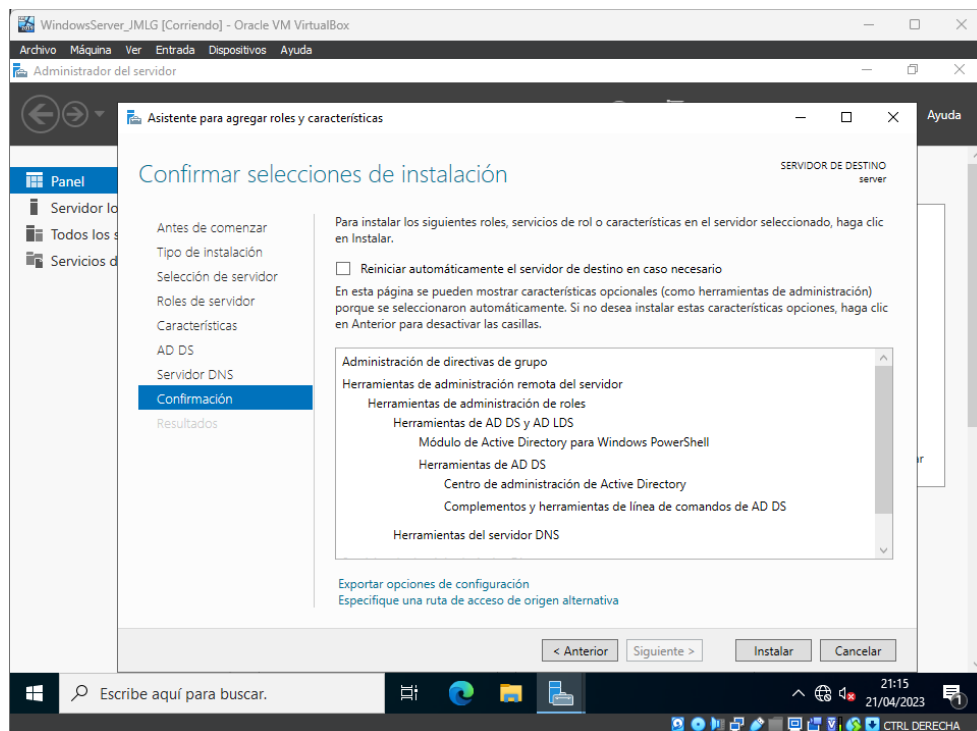 WindowsServer_JMLG [Corriendo] - Oracle VM VirtualBox
Archivo Máquina Ver Entrada Dispositivos Ayuda
Administrador del servidor
Ayuda
Asistente para agregar roles y características
Panel
Servidor lo
Todos los s
Servicios d
Confirmar selecciones de instalación
SERVIDOR DE DESTINO
server
Antes de comenzar
Tipo de instalación
Selección de servidor
Roles de servidor
Características
AD DS
Servidor DNS
Confirmación
Resultados
Para instalar los siguientes roles, servicios de rol o características en el servidor seleccionado, haga clic
en Instalar.
Reiniciar automáticamente el servidor de destino en caso necesario
En esta página se pueden mostrar características opcionales (como herramientas de administración)
porque se seleccionaron automáticamente. Si no desea instalar estas características opciones, haga clic
en Anterior para desactivar las casillas.
Administración de directivas de grupo
Herramientas de administración remota del servidor
Herramientas de administración de roles
Herramientas de AD DS y AD LDS
Módulo de Active Directory para Windows PowerShell
Herramientas de AD DS
Centro de administración de Active Directory
Complementos y herramientas de línea de comandos de AD DS
Herramientas del servidor DNS
Exportar opciones de configuración
Especifique una ruta de acceso de origen alternativa
< Anterior Siguiente > Instalar Cancelar
Escribe aquí para buscar.
21:15
21/04/2023
1
CTRL DERECHA